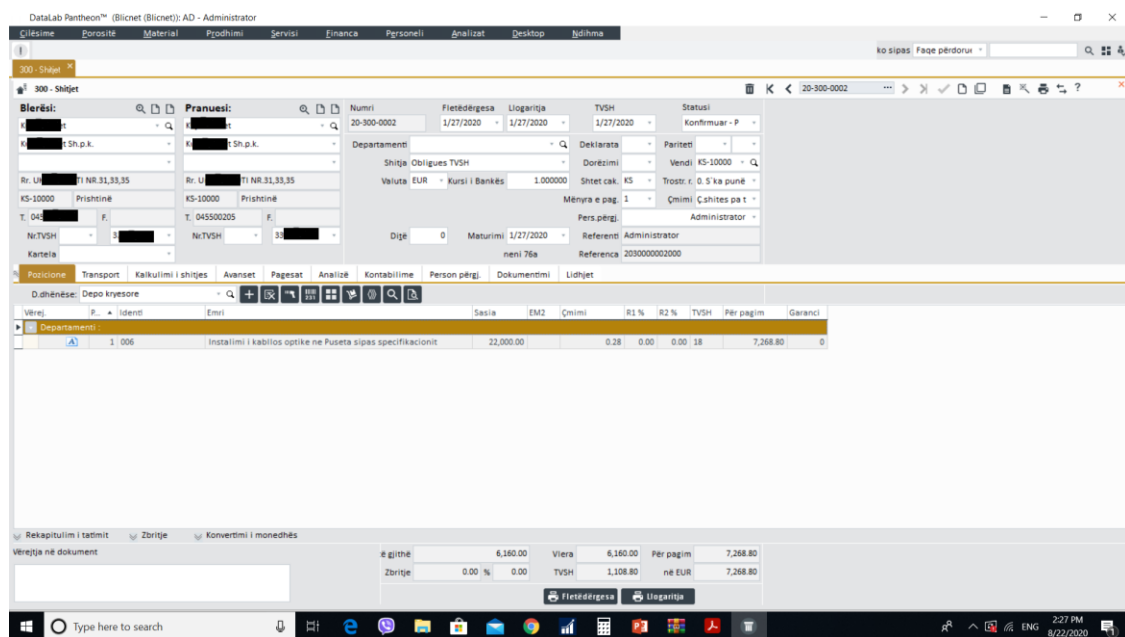 DataLab Pantheon™ (Blicnet (Blicnet)): AD - Administrator
Cilësime Porositë Material Prodhimi Servisi Financa Personeli Analizat Desktop Ndihma
ko sipas Faqe përdorue
300 - Shitjet
300 - Shitjet 20-300-0002
Blerësi: Pranuesi: Numri Fletëdërgesa Llogaritja TVSH Statusi
20-300-0002 1/27/2020 1/27/2020 1/27/2020 Konfirmuar - P
t Sh.p.k. t Sh.p.k. Departamenti Deklarata Pariteti
Shitja Obligues TVSH Dorëzimi Vendi KS-10000
Rr. U TI NR.31,33,35 Rr. U TI NR.31,33,35 Valuta EUR Kursi i Bankës 1.000000 Shtet cak. KS Trostr. r. 0. S'ka punë
KS-10000 Prishtinë KS-10000 Prishtinë Mënyra e pag. 1 Çmimi Ç.shites pa t
T. 045 F. T. 045500205 F. Pers.përgj. Administrator
Nr.TVSH 3 Nr.TVSH 33 Ditë 0 Maturimi 1/27/2020 Referenti Administrator
Kartela neni 76a Referenca 2030000002000
Pozicione Transport Kalkulimi i shitjes Avanset Pagesat Analizë Kontabilime Person përgj. Dokumentimi Lidhjet
D.dhënëse: Depo kryesore
Vërej. P... Identi Emri Sasia EM2 Çmimi R1 % R2 % TVSH Për pagim Garanci
Departamenti :
A 1 006 Instalimi i kabllos optike ne Puseta sipas specifikacionit 22,000.00 0.28 0.00 0.00 18 7,268.80 0
Rekapitulim i tatimit Zbritje Konvertimi i monedhës
Vërejtja në dokument ë gjithë 6,160.00 Vlera 6,160.00 Për pagim 7,268.80
Zbritje 0.00 % 0.00 TVSH 1,108.80 në EUR 7,268.80
Fletëdërgesa Llogaritja
Type here to search ENG 2:27 PM
8/22/2020